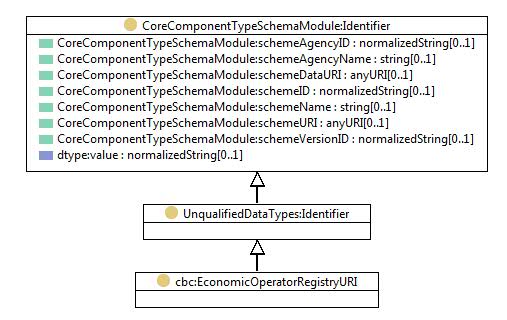 CoreComponentTypeSchemaModule:Identifier
CoreComponentTypeSchemaModule:schemeAgencyID : normalizedString[0..1]
CoreComponentTypeSchemaModule:schemeAgencyName : string[0..1]
CoreComponentTypeSchemaModule:schemeDataURI : anyURI[0..1]
CoreComponentTypeSchemaModule:schemeID : normalizedString[0..1]
CoreComponentTypeSchemaModule:schemeName : string[0..1]
CoreComponentTypeSchemaModule:schemeURI : anyURI[0..1]
CoreComponentTypeSchemaModule:schemeVersionID : normalizedString[0..1]
dtype:value : normalizedString[0..1]
UnqualifiedDataTypes:Identifier
cbc:EconomicOperatorRegistryURI